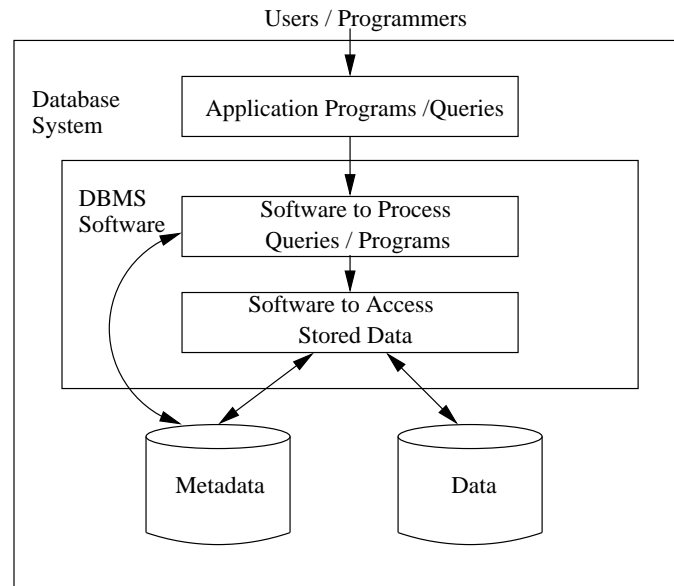 Users / Programmers
Database
System
Application Programs /Queries
DBMS
Software
Software to Process
Queries / Programs
Software to Access
Stored Data
Metadata
Data